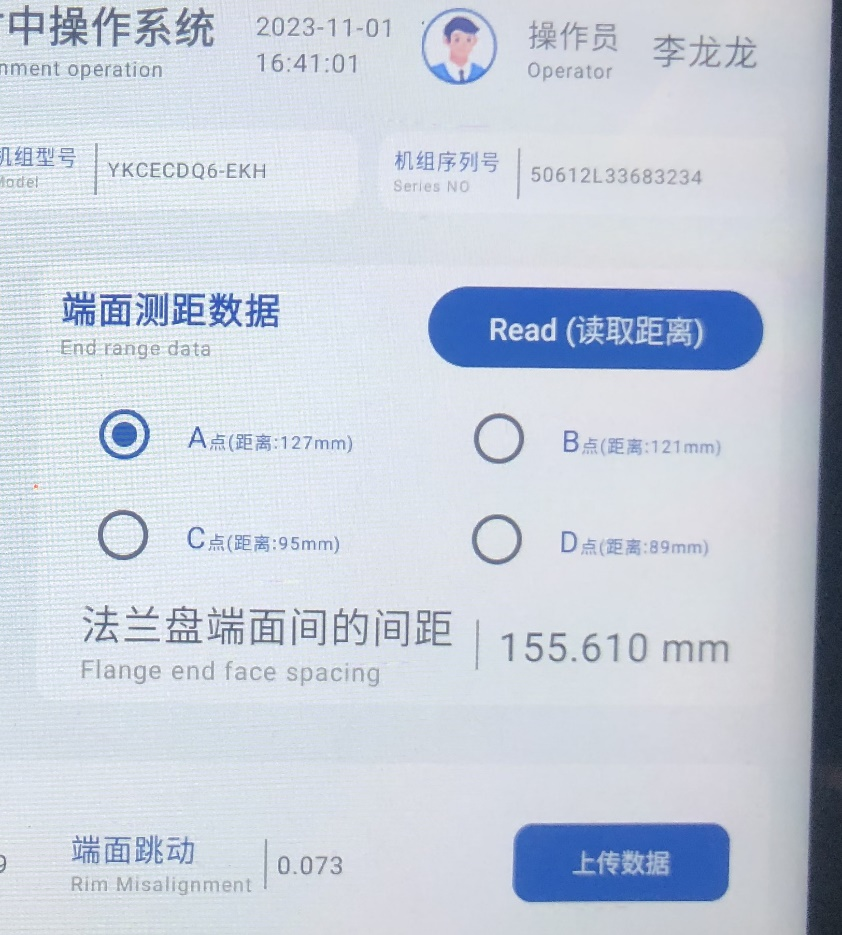 中操作系统
2023-11-01
16:41:01
nment operation
操作员
Operator
李龙龙
机组型号
Model
YKCECDQ6-EKH
机组序列号
Series NO
50612L33683234
端面测距数据
End range data
Read (读取距离)
A点(距离:127mm)
B点(距离:121mm)
C点(距离:95mm)
D点(距离:89mm)
法兰盘端面间的间距
Flange end face spacing
155.610 mm
9
端面跳动
Rim Misalignment
0.073
上传数据